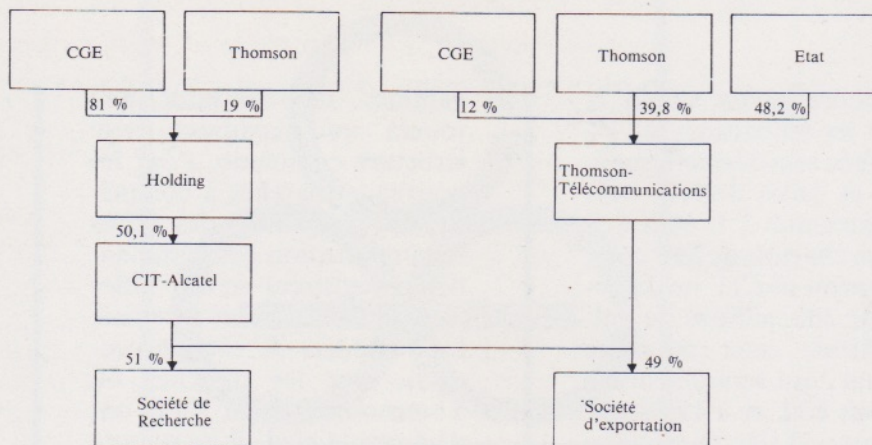 CGE
Thomson
CGE
Thomson
Etat
81 %
19 %
12 %
39,8 %
48,2 %
Holding
Thomson-
Télécommunications
50,1 %
CIT-Alcatel
51 %
49 %
Société de
Recherche
Société
d'exportation